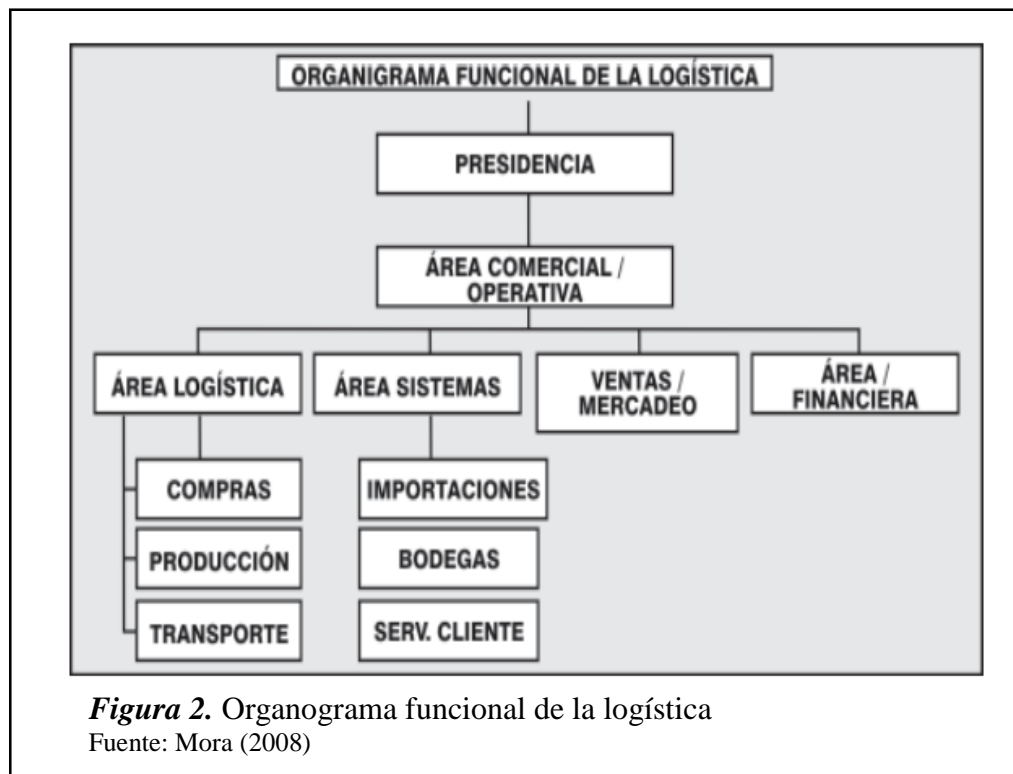 ORGANIGRAMA FUNCIONAL DE LA LOGÍSTICA
PRESIDENCIA
ÁREA COMERCIAL /
OPERATIVA
ÁREA LOGÍSTICA
ÁREA SISTEMAS
VENTAS /
MERCADEO
ÁREA /
FINANCIERA
COMPRAS
IMPORTACIONES
PRODUCCIÓN
BODEGAS
TRANSPORTE
SERV. CLIENTE
Figura 2. Organograma funcional de la logística
Fuente: Mora (2008)